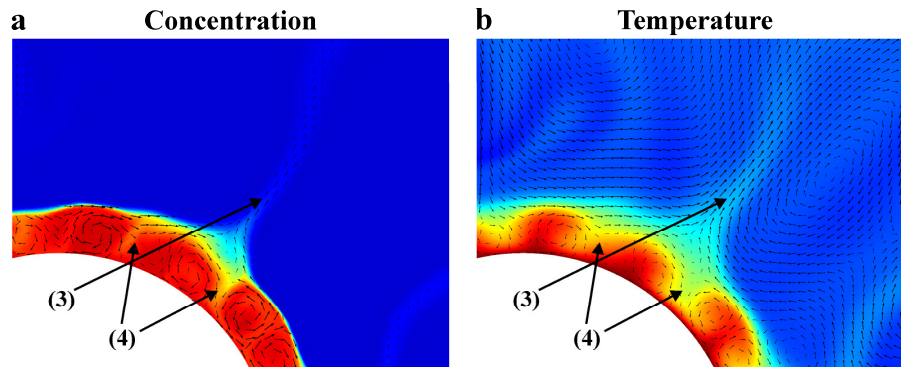 a Concentration
b Temperature
(3)
(4)
(3)
(4)